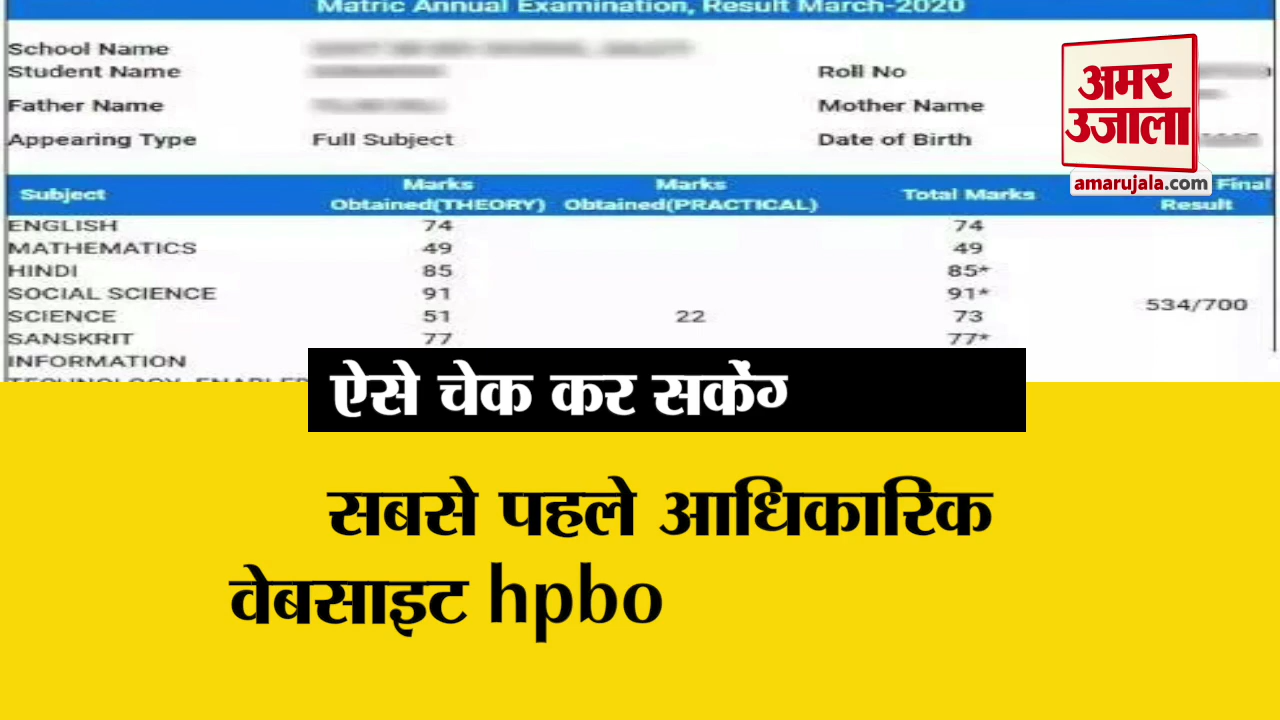 Matric Annual Examination, Result March-2020
School Name
Student Name Roll No
Father Name Mother Name
Appearing Type Full Subject Date of Birth
अमर
उजाला
amarujala.com
Subject Marks Obtained(THEORY) Marks Obtained(PRACTICAL) Total Marks Final Result
ENGLISH 74 74
MATHEMATICS 49 49
HINDI 85 85*
SOCIAL SCIENCE 91 91*
534/700
SCIENCE 51 22 73
SANSKRIT 77 77*
INFORMATION
TECHNOLOGY ENABLED
ऐसे चेक कर सकेंग
सबसे पहले आधिकारिक
वेबसाइट hpbo